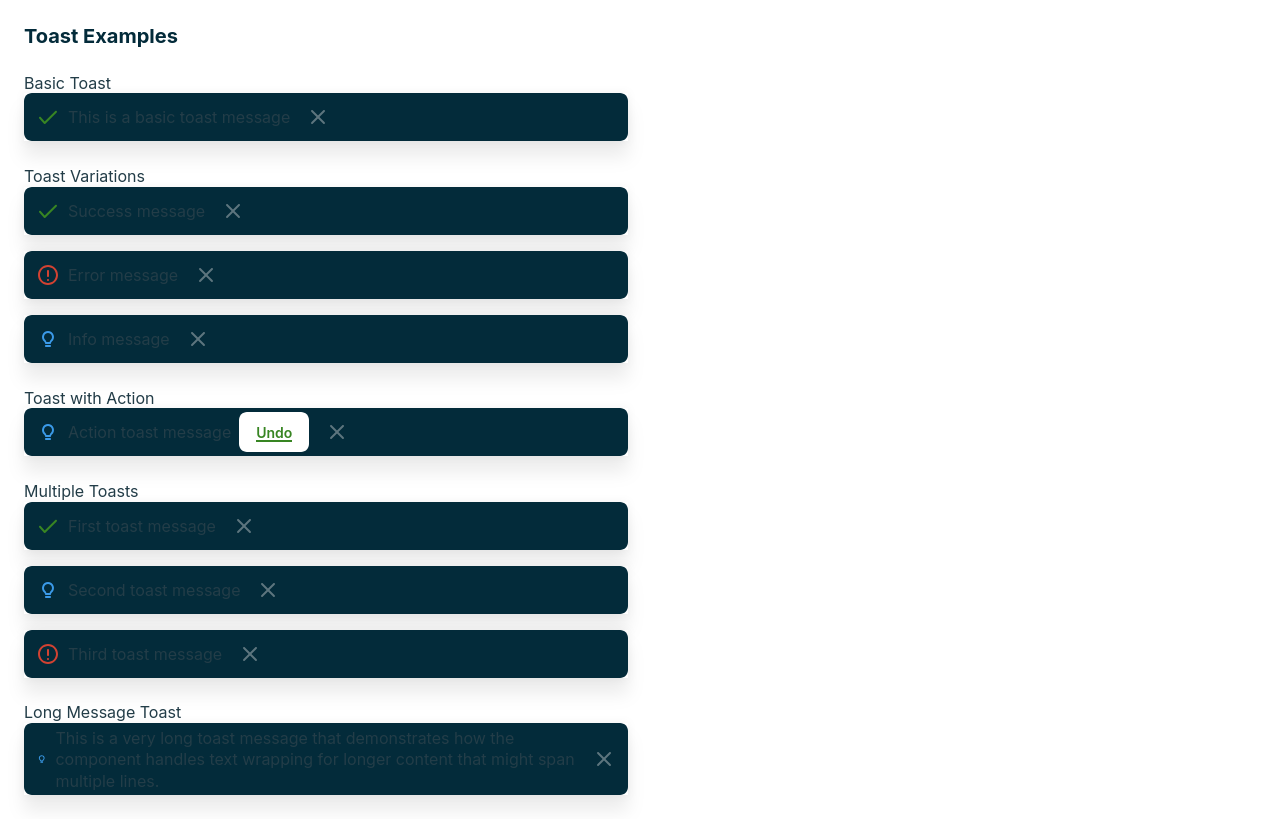 Toast Examples
Basic Toast
This is a basic toast message
Toast Variations
Success message
Error message
Info message
Toast with Action
Action toast message Undo
Multiple Toasts
First toast message
Second toast message
Third toast message
Long Message Toast
This is a very long toast message that demonstrates how the
component handles text wrapping for longer content that might span
multiple lines.